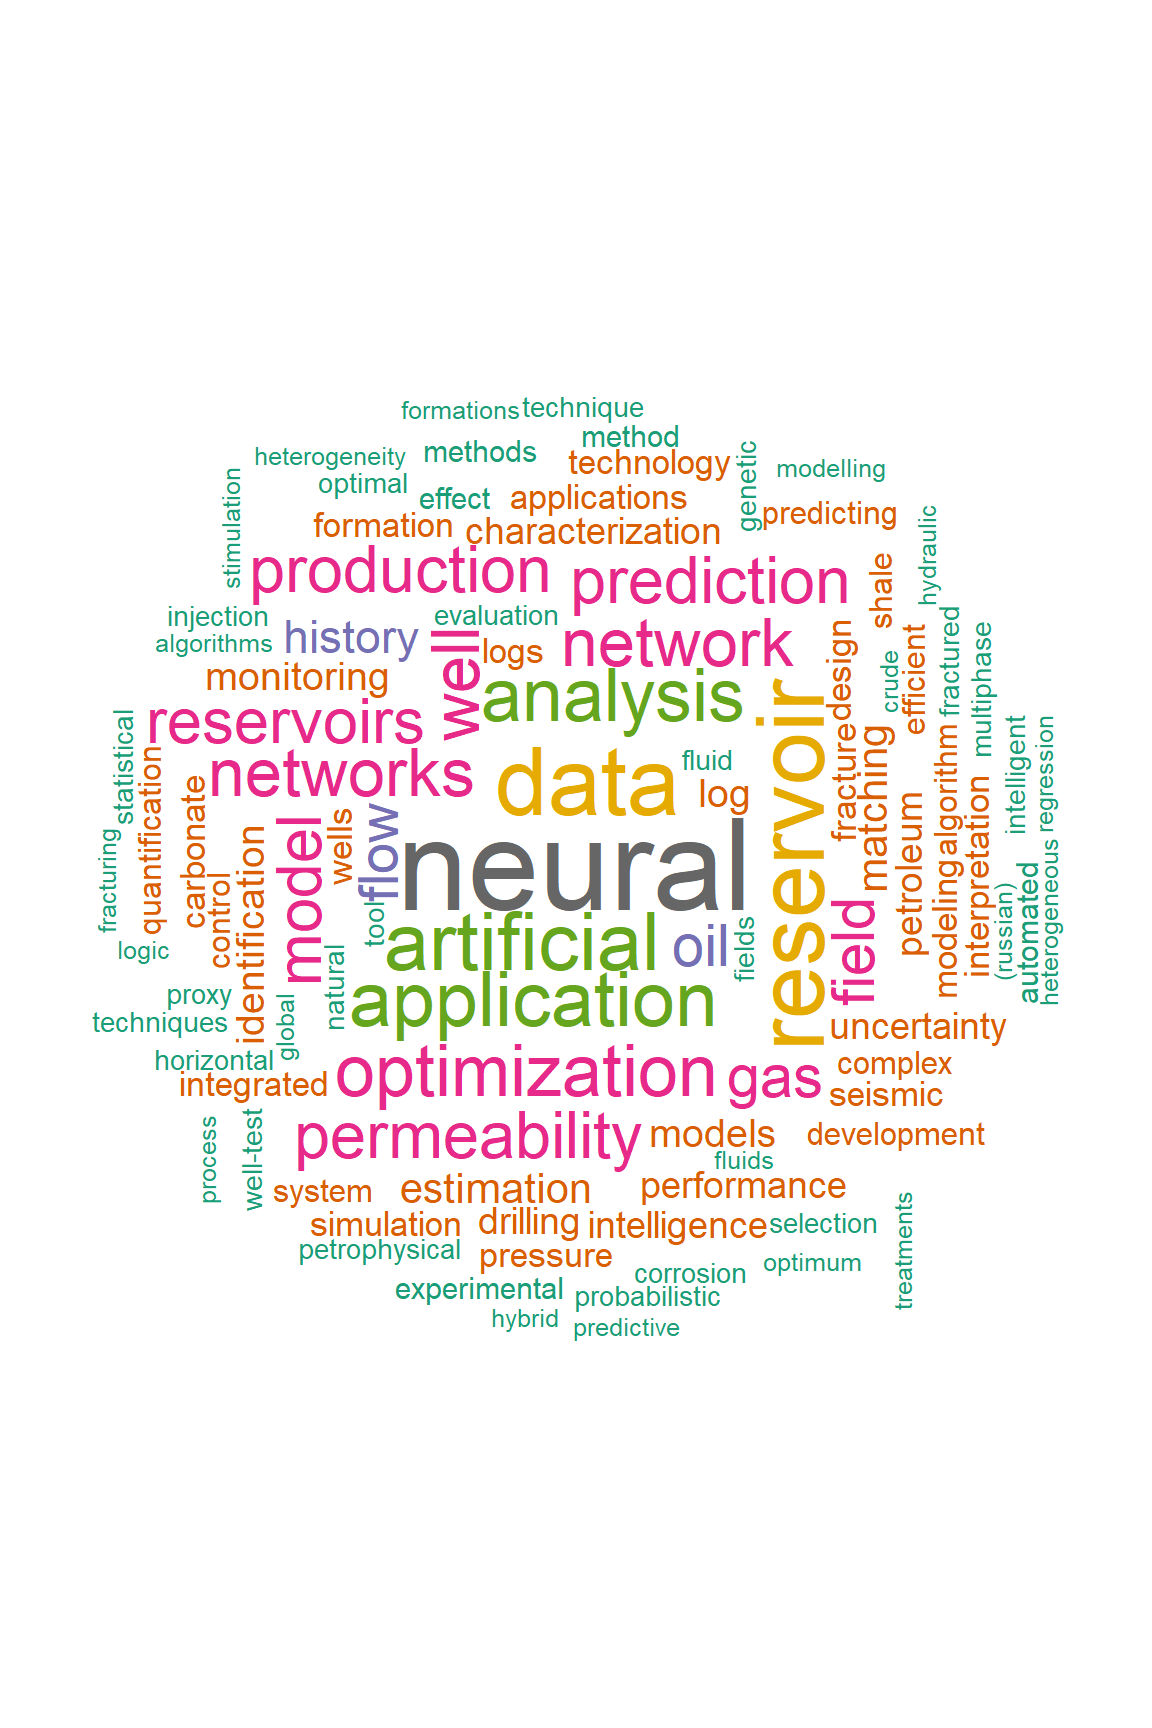 formations technique
method
heterogeneity methods
technology
genetic
modelling
optimal
stimulation
effect applications
predicting
formation characterization
hydraulic
production prediction
shale
injection
evaluation
algorithms history
well
logs network
design
crude
efficient
fractured
multiphase
monitoring
analysis
reservoirs
reservoir
statistical
quantification
networks
data
fluid
log
fracture
matching
algorithm
intelligent
regression
carbonate
wells
flow
model
neural
petroleum
modeling
interpretation
fracturing
control
identification
tool
artificial oil
fields
field
(russian)
automated
heterogeneous
logic
natural
proxy
application
techniques
global
uncertainty
horizontal
optimization gas
complex
integrated
seismic
process
well-test
permeability models
development
fluids
system estimation performance
treatments
simulation drilling intelligence selection
petrophysical pressure
optimum
corrosion
experimental probabilistic
hybrid
predictive